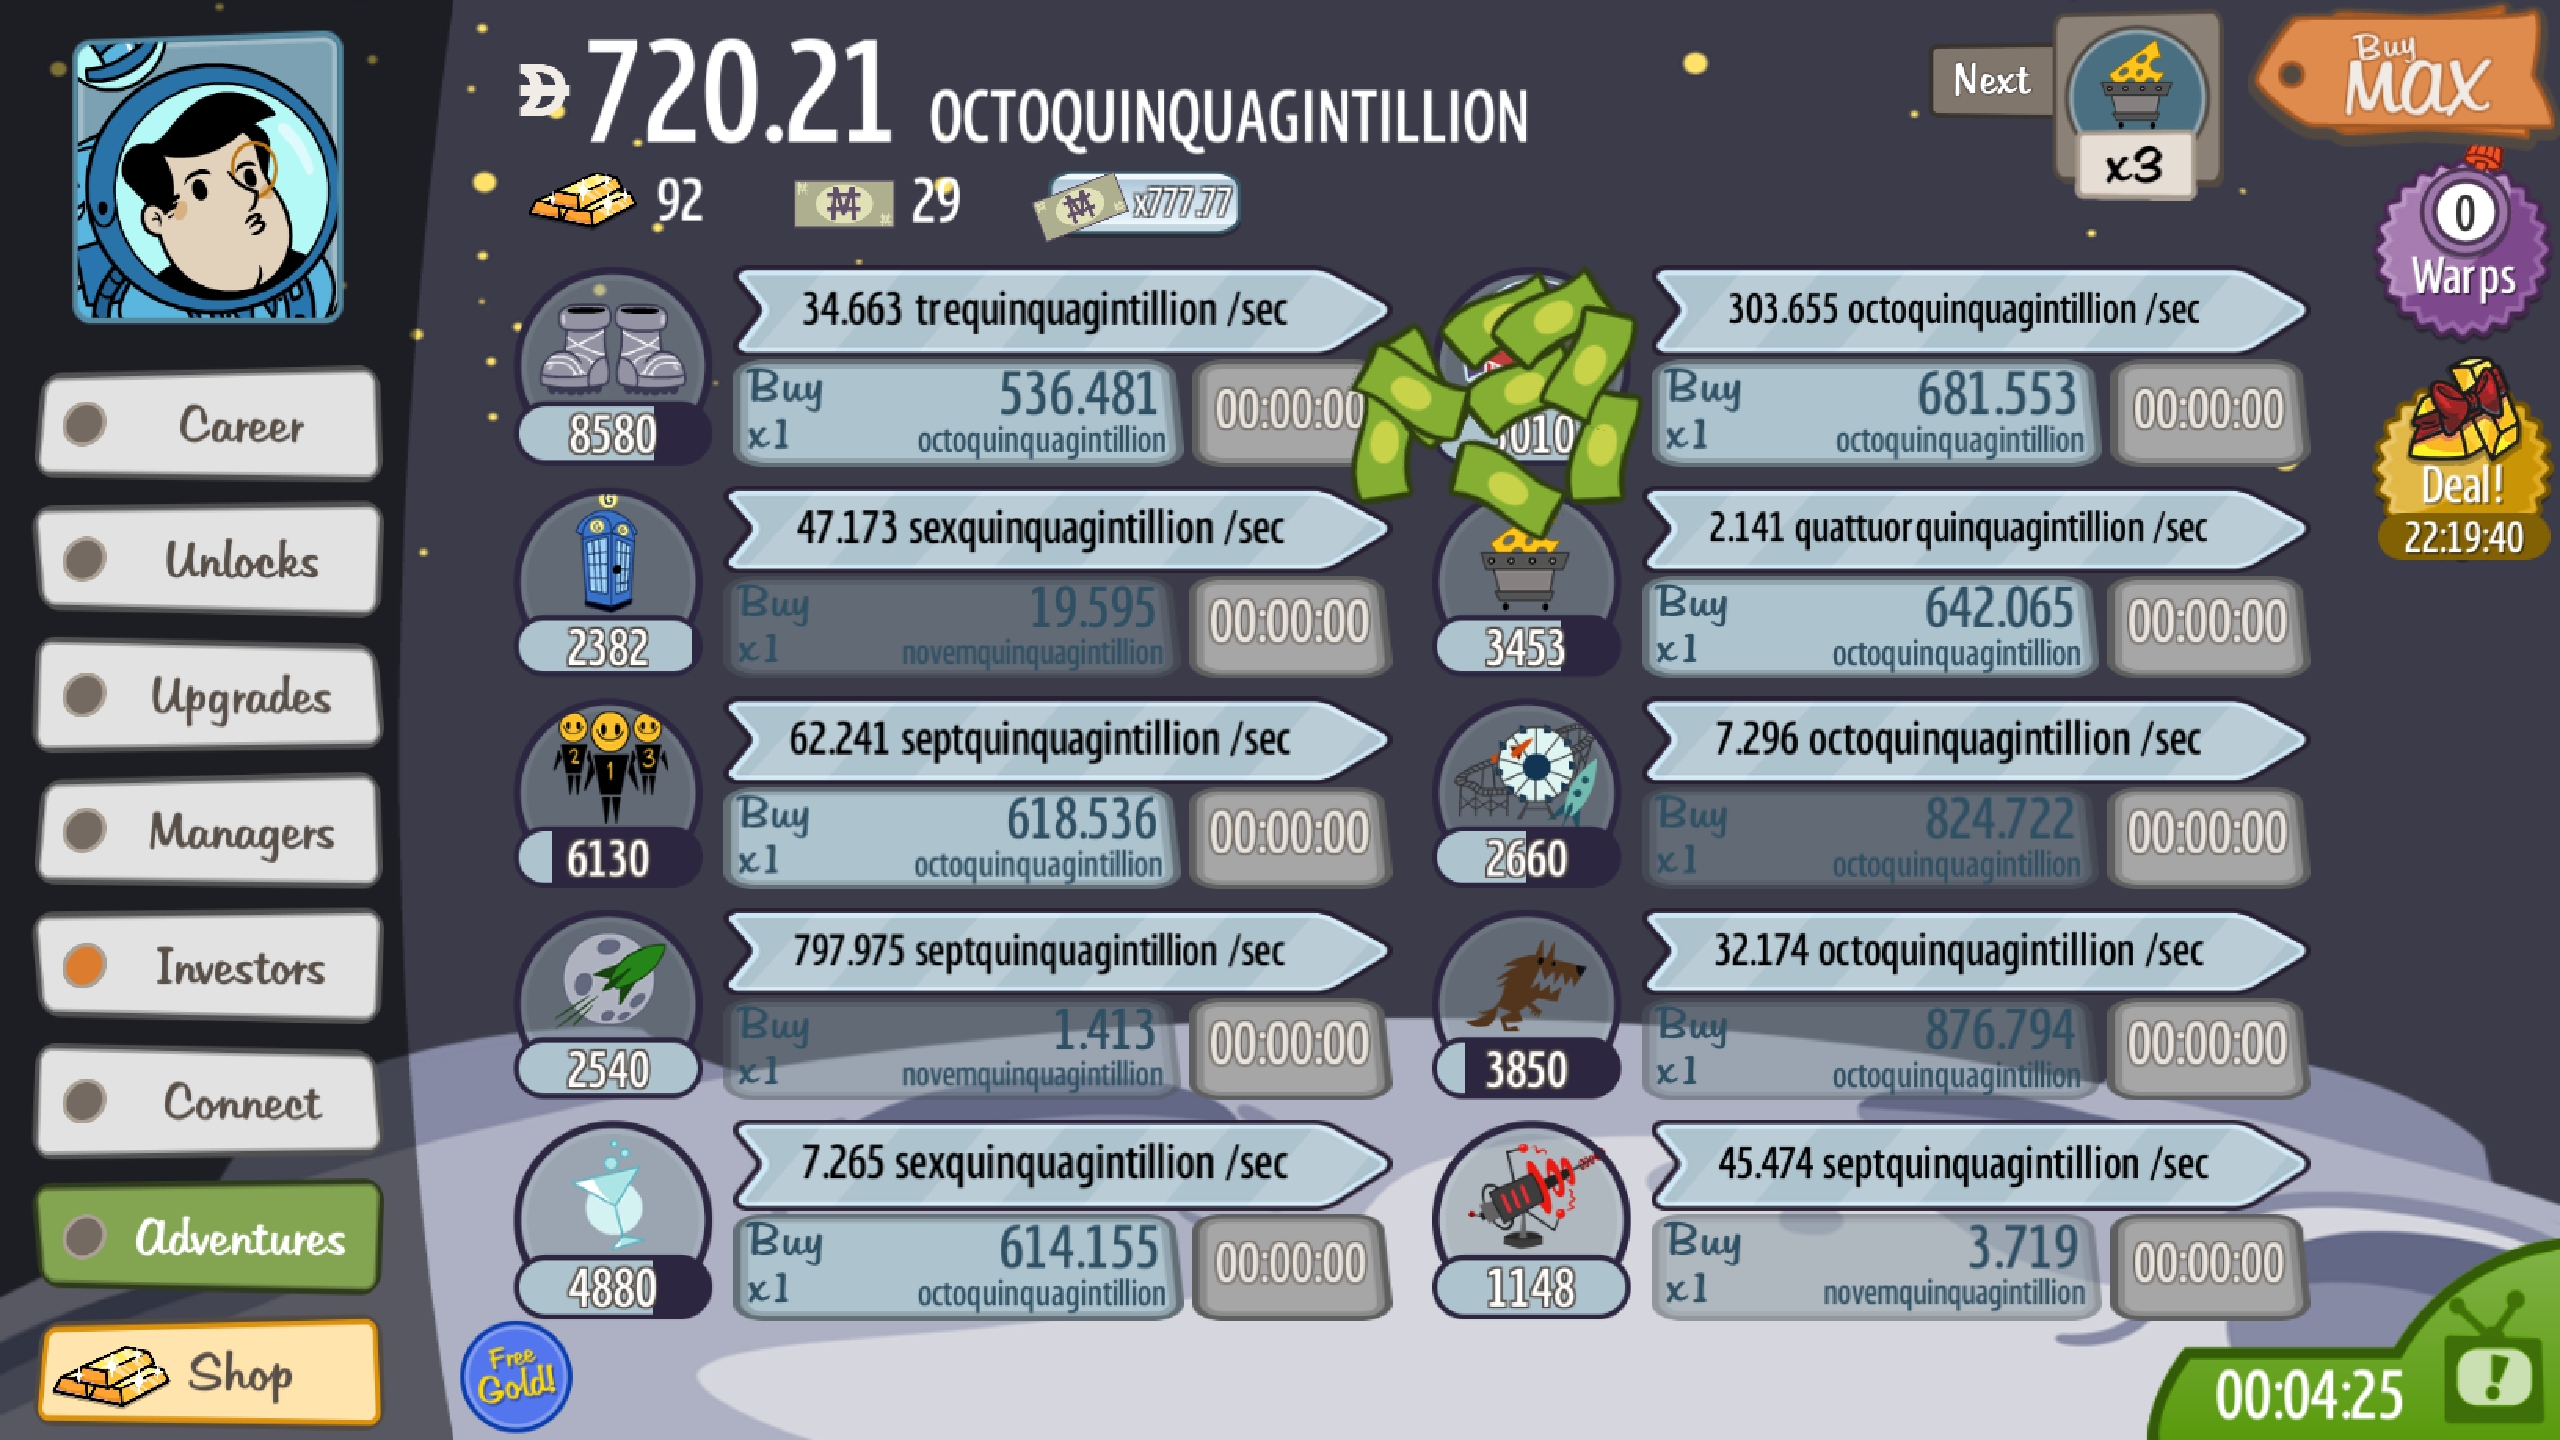 720.21 OCTOQUINQUAGINTILLION
92 29 x777.77
Next
x3
Buy
MAX
0
Warps
Deal!
22:19:40
Career
Unlocks
Upgrades
Managers
Investors
Connect
Adventures
Shop
34.663 trequinquagintillion /sec
Buy 536.481
x1 octoquinquagintillion
00:00:00
8580
303.655 octoquinquagintillion /sec
Buy 681.553
x1 octoquinquagintillion
00:00:00
G
G G
47.173 sexquinquagintillion /sec
Buy 19.595
x1 novemquinquagintillion
00:00:00
2382
2.141 quattuorquinquagintillion /sec
Buy 642.065
x1 octoquinquagintillion
00:00:00
3453
2 1 3
62.241 septquinquagintillion /sec
Buy 618.536
x1 octoquinquagintillion
00:00:00
6130
7.296 octoquinquagintillion /sec
Buy 824.722
x1 octoquinquagintillion
00:00:00
2660
797.975 septquinquagintillion /sec
Buy 1.413
x1 novemquinquagintillion
00:00:00
2540
32.174 octoquinquagintillion /sec
Buy 876.794
x1 octoquinquagintillion
00:00:00
3850
7.265 sexquinquagintillion /sec
Buy 614.155
x1 octoquinquagintillion
00:00:00
4880
45.474 septquinquagintillion /sec
Buy 3.719
x1 novemquinquagintillion
00:00:00
1148
Free
Gold!
00:04:25
!